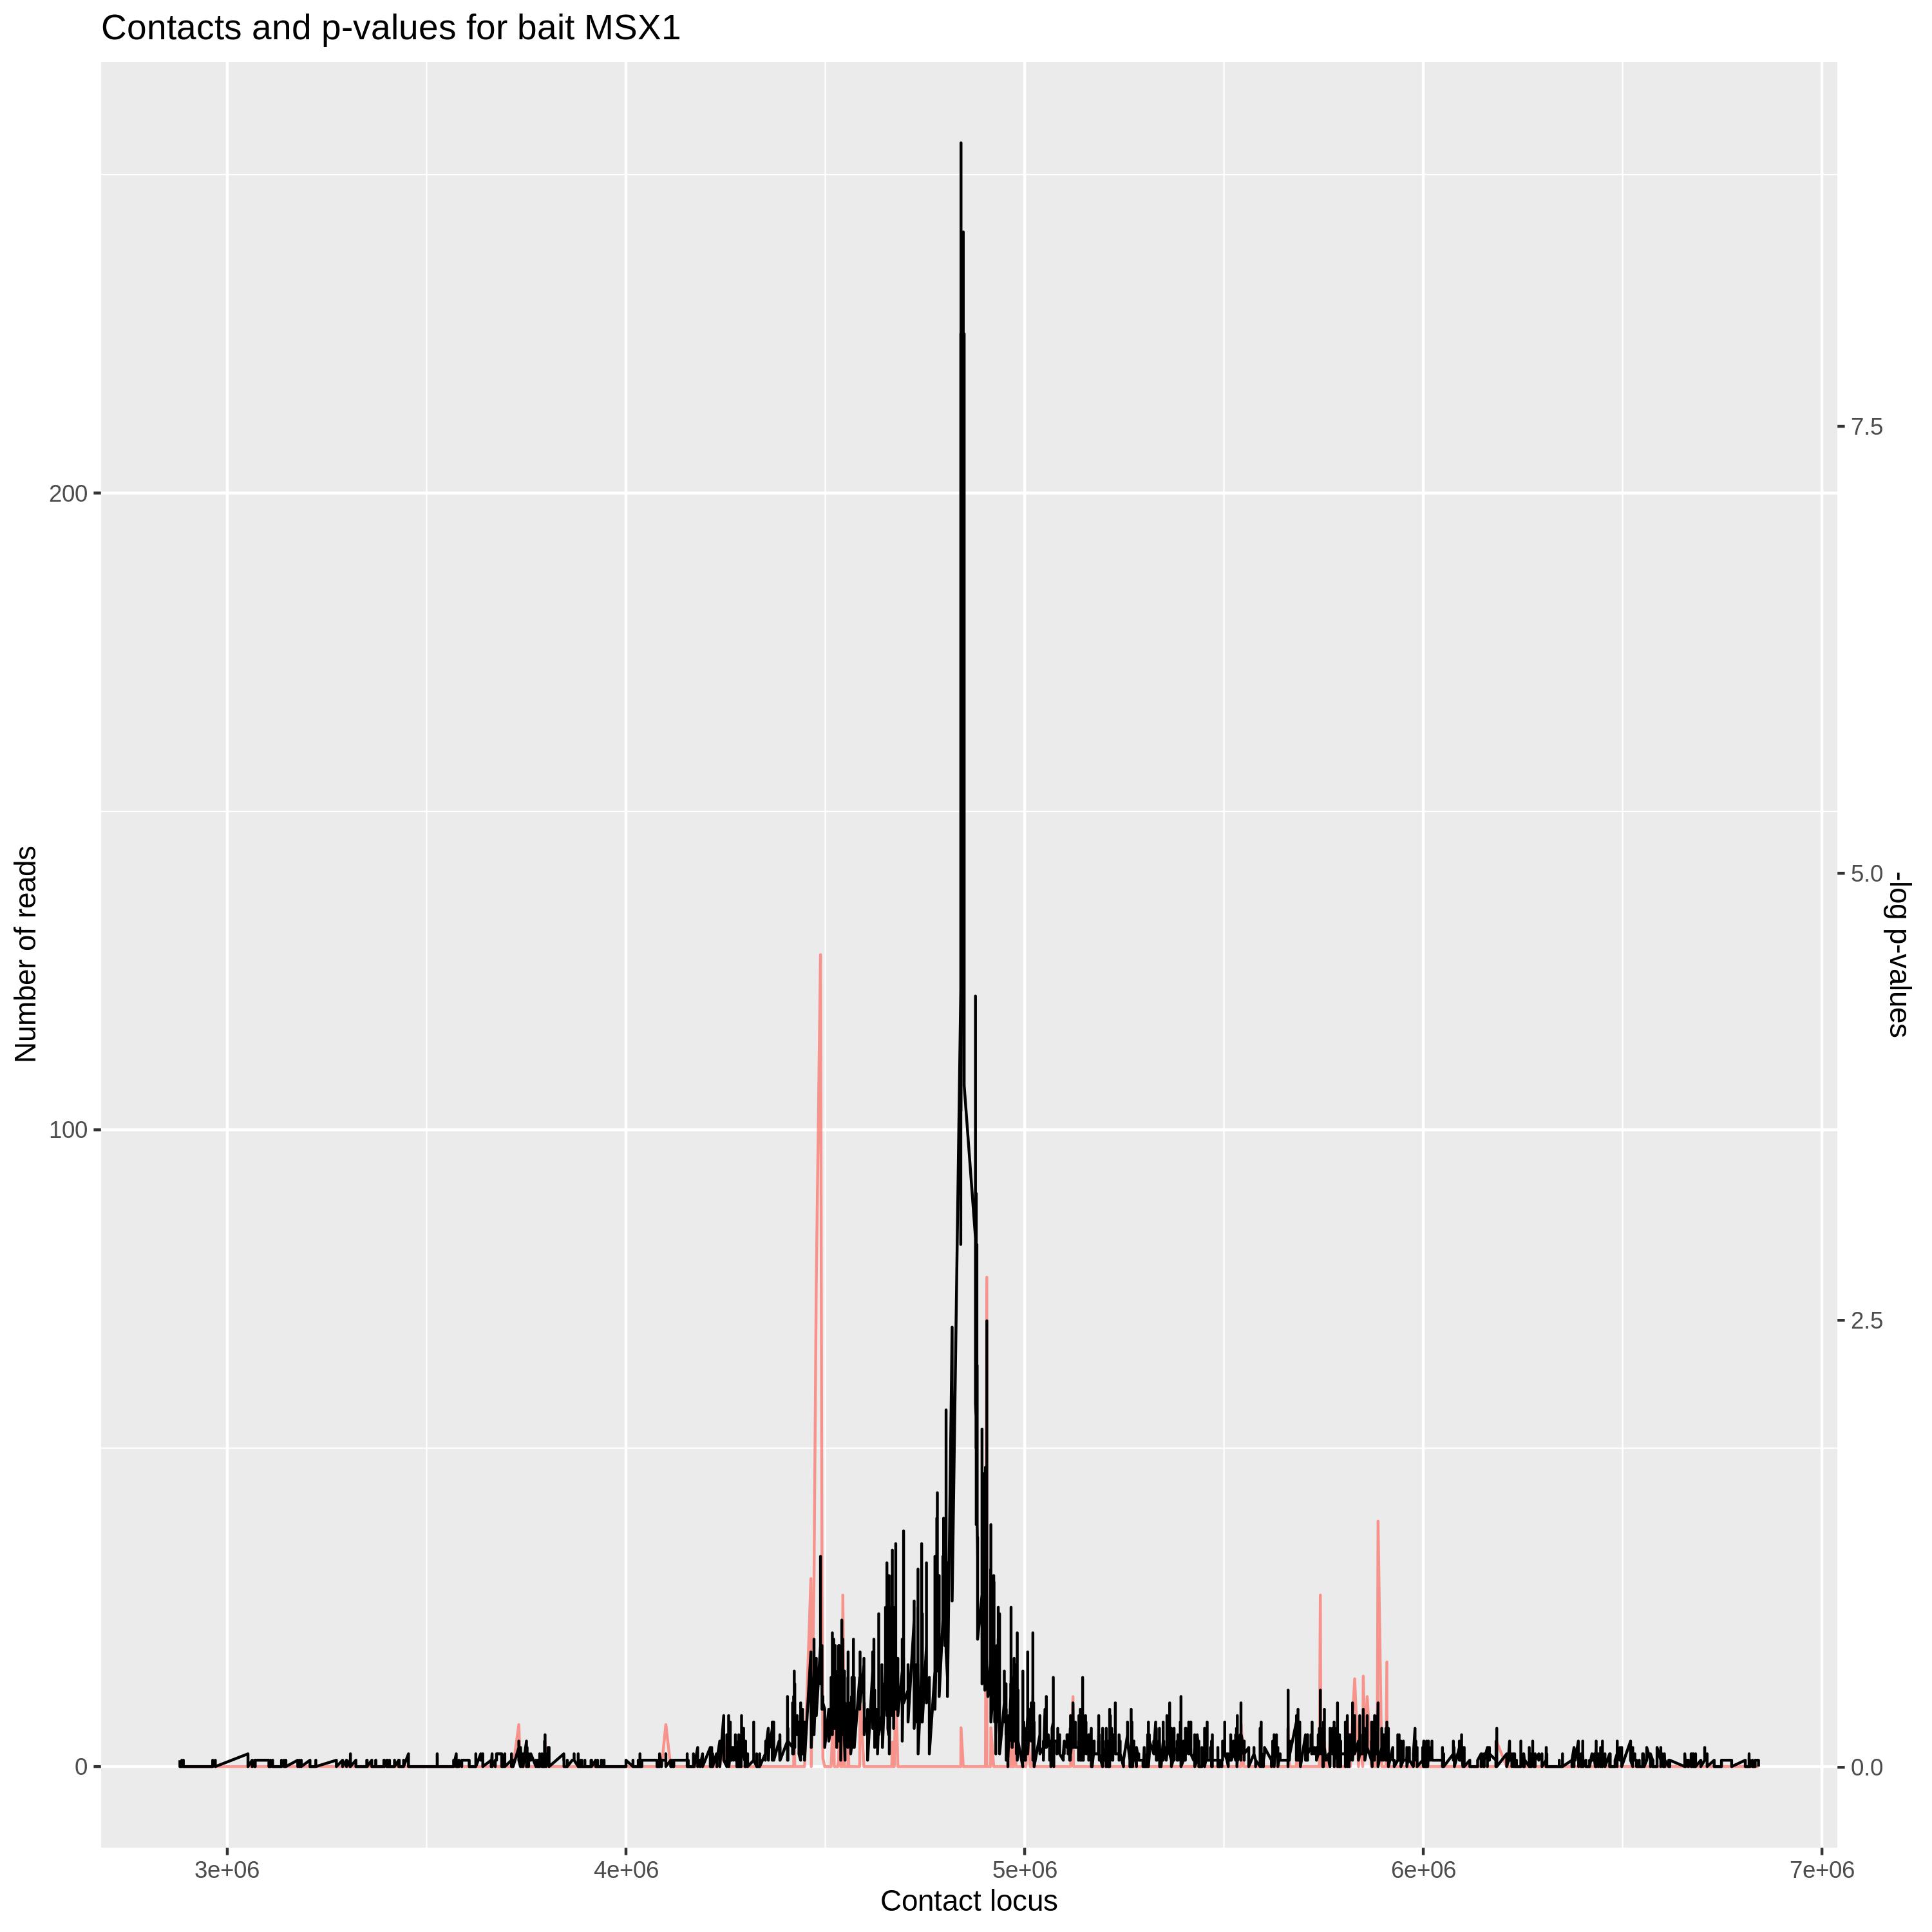 Contacts and p-values for bait MSX1
Number of reads
200
100
0
7.5
5.0
2.5
0.0
-log p-values
3e+06
4e+06
5e+06
6e+06
7e+06
Contact locus